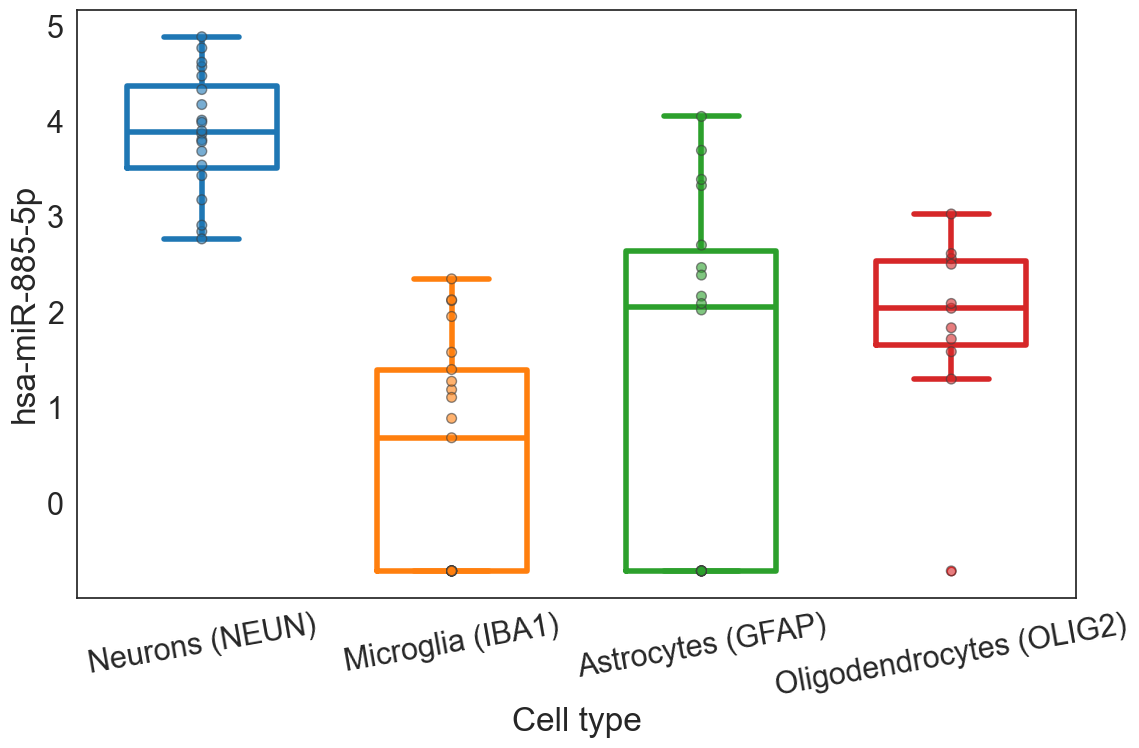 hsa-miR-885-5p
5
4
3
2
1
0
Neurons (NEUN)
Microglia (IBA1)
Astrocytes (GFAP)
Oligodendrocytes (OLIG2)
Cell type